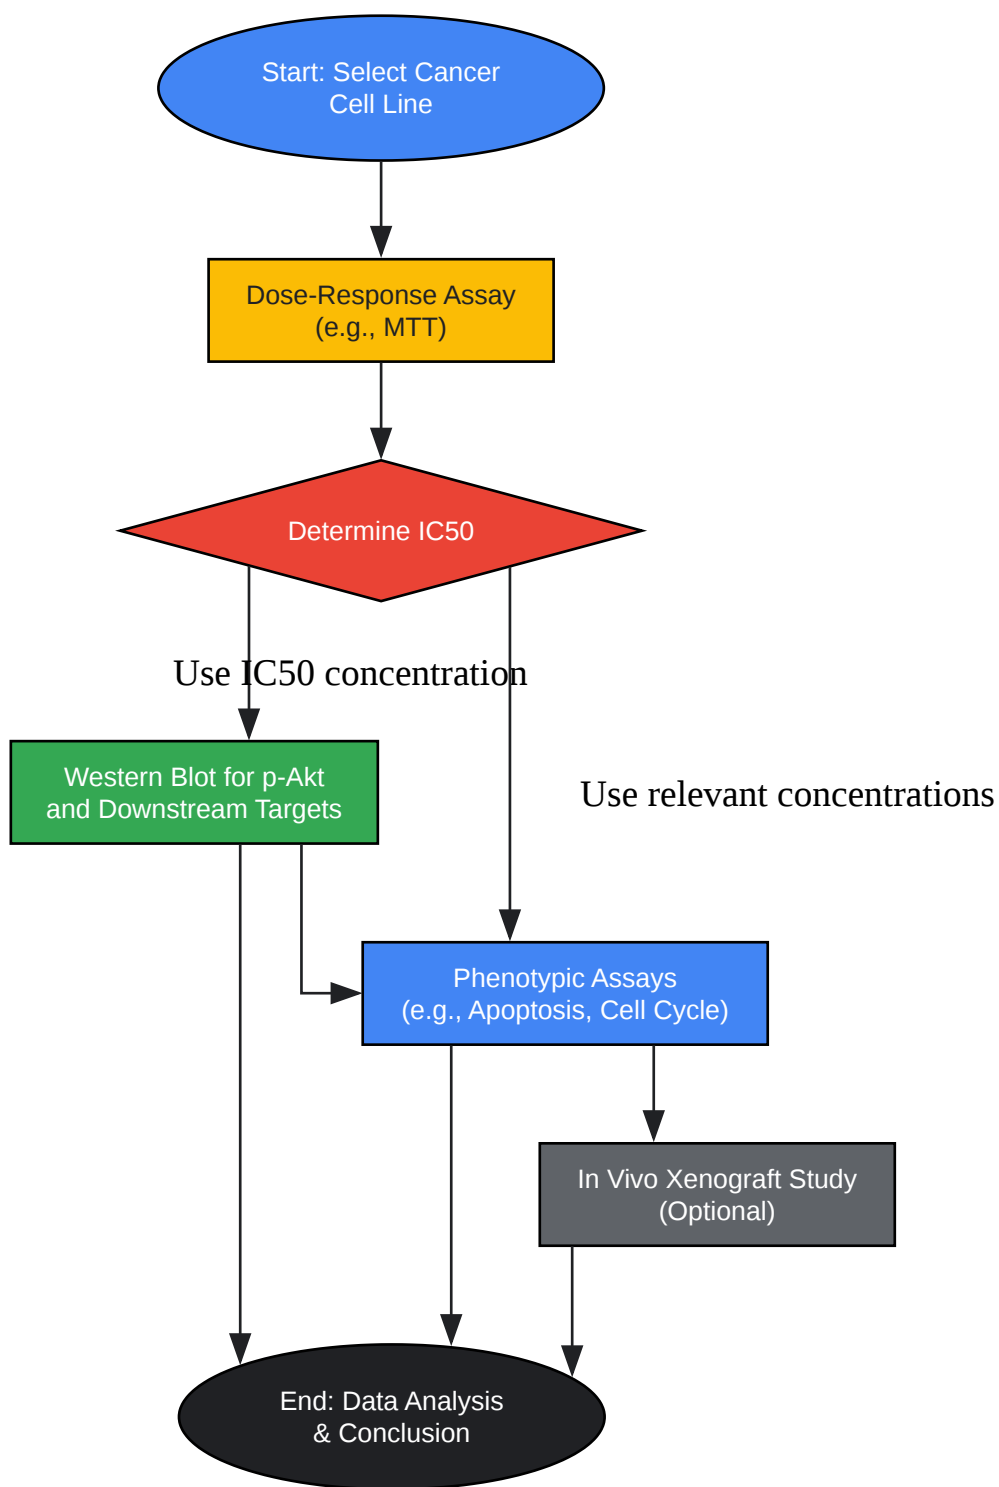 Start: Select Cancer
Cell Line
Dose-Response Assay
(e.g., MTT)
Determine IC50
Use IC50 concentration
Western Blot for p-Akt
and Downstream Targets
Use relevant concentrations
Phenotypic Assays
(e.g., Apoptosis, Cell Cycle)
In Vivo Xenograft Study
(Optional)
End: Data Analysis
& Conclusion